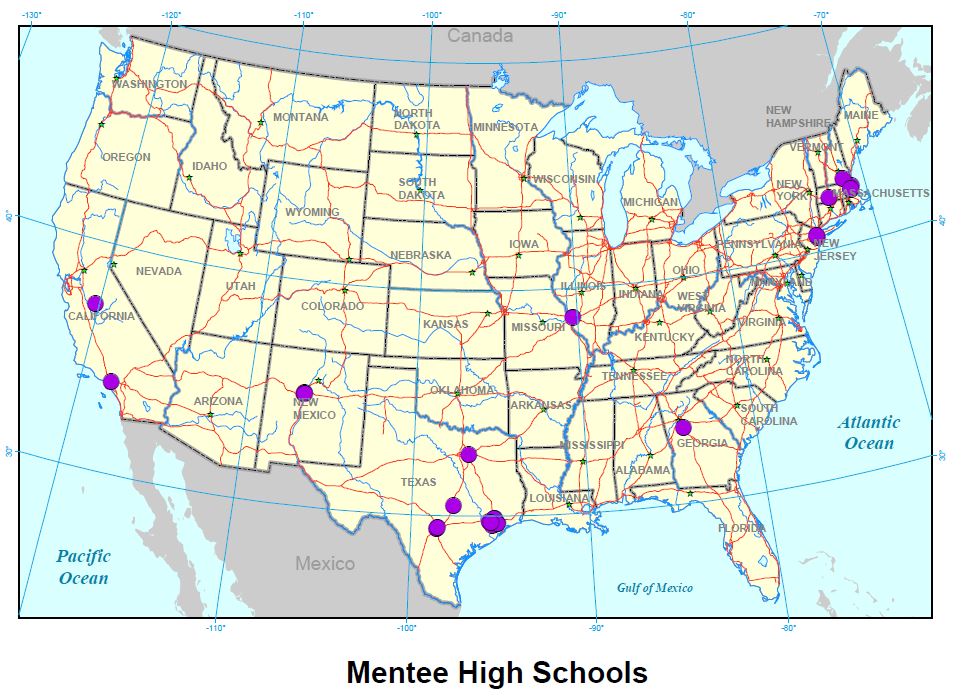 -130°
-120°
-110°
-100°
-90°
-80°
-70°
Canada
WASHINGTON
MONTANA
NORTH
DAKOTA
MINNESOTA
NEW
HAMPSHIRE
MAINE
VERMONT
OREGON
IDAHO
SOUTH
DAKOTA
WISCONSIN
MICHIGAN
NEW
YORK
MASSACHUSETTS
40°
40°
WYOMING
NEVADA
UTAH
NEBRASKA
IOWA
ILLINOIS
INDIANA
OHIO
PENNSYLVANIA
NEW
JERSEY
MARYLAND
WEST
VIRGINIA
VIRGINIA
CALIFORNIA
COLORADO
KANSAS
MISSOURI
KENTUCKY
ARIZONA
NEW
MEXICO
OKLAHOMA
ARKANSAS
TENNESSEE
NORTH
CAROLINA
SOUTH
CAROLINA
Atlantic
Ocean
30°
30°
TEXAS
LOUISIANA
MISSISSIPPI
ALABAMA
GEORGIA
FLORIDA
Pacific
Ocean
Mexico
Gulf of Mexico
-110°
-100°
-90°
-80°
Mentee High Schools